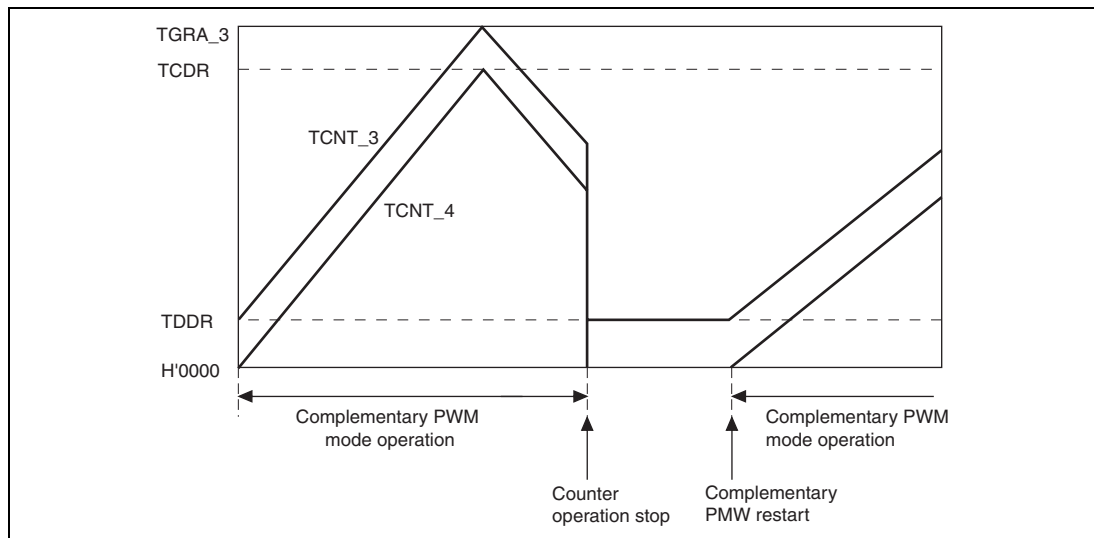 TGRA_3
TCDR
TCNT_3
TCNT_4
TDDR
H'0000
Complementary PWM
mode operation
Complementary PWM
mode operation
Counter
operation stop
Complementary
PMW restart